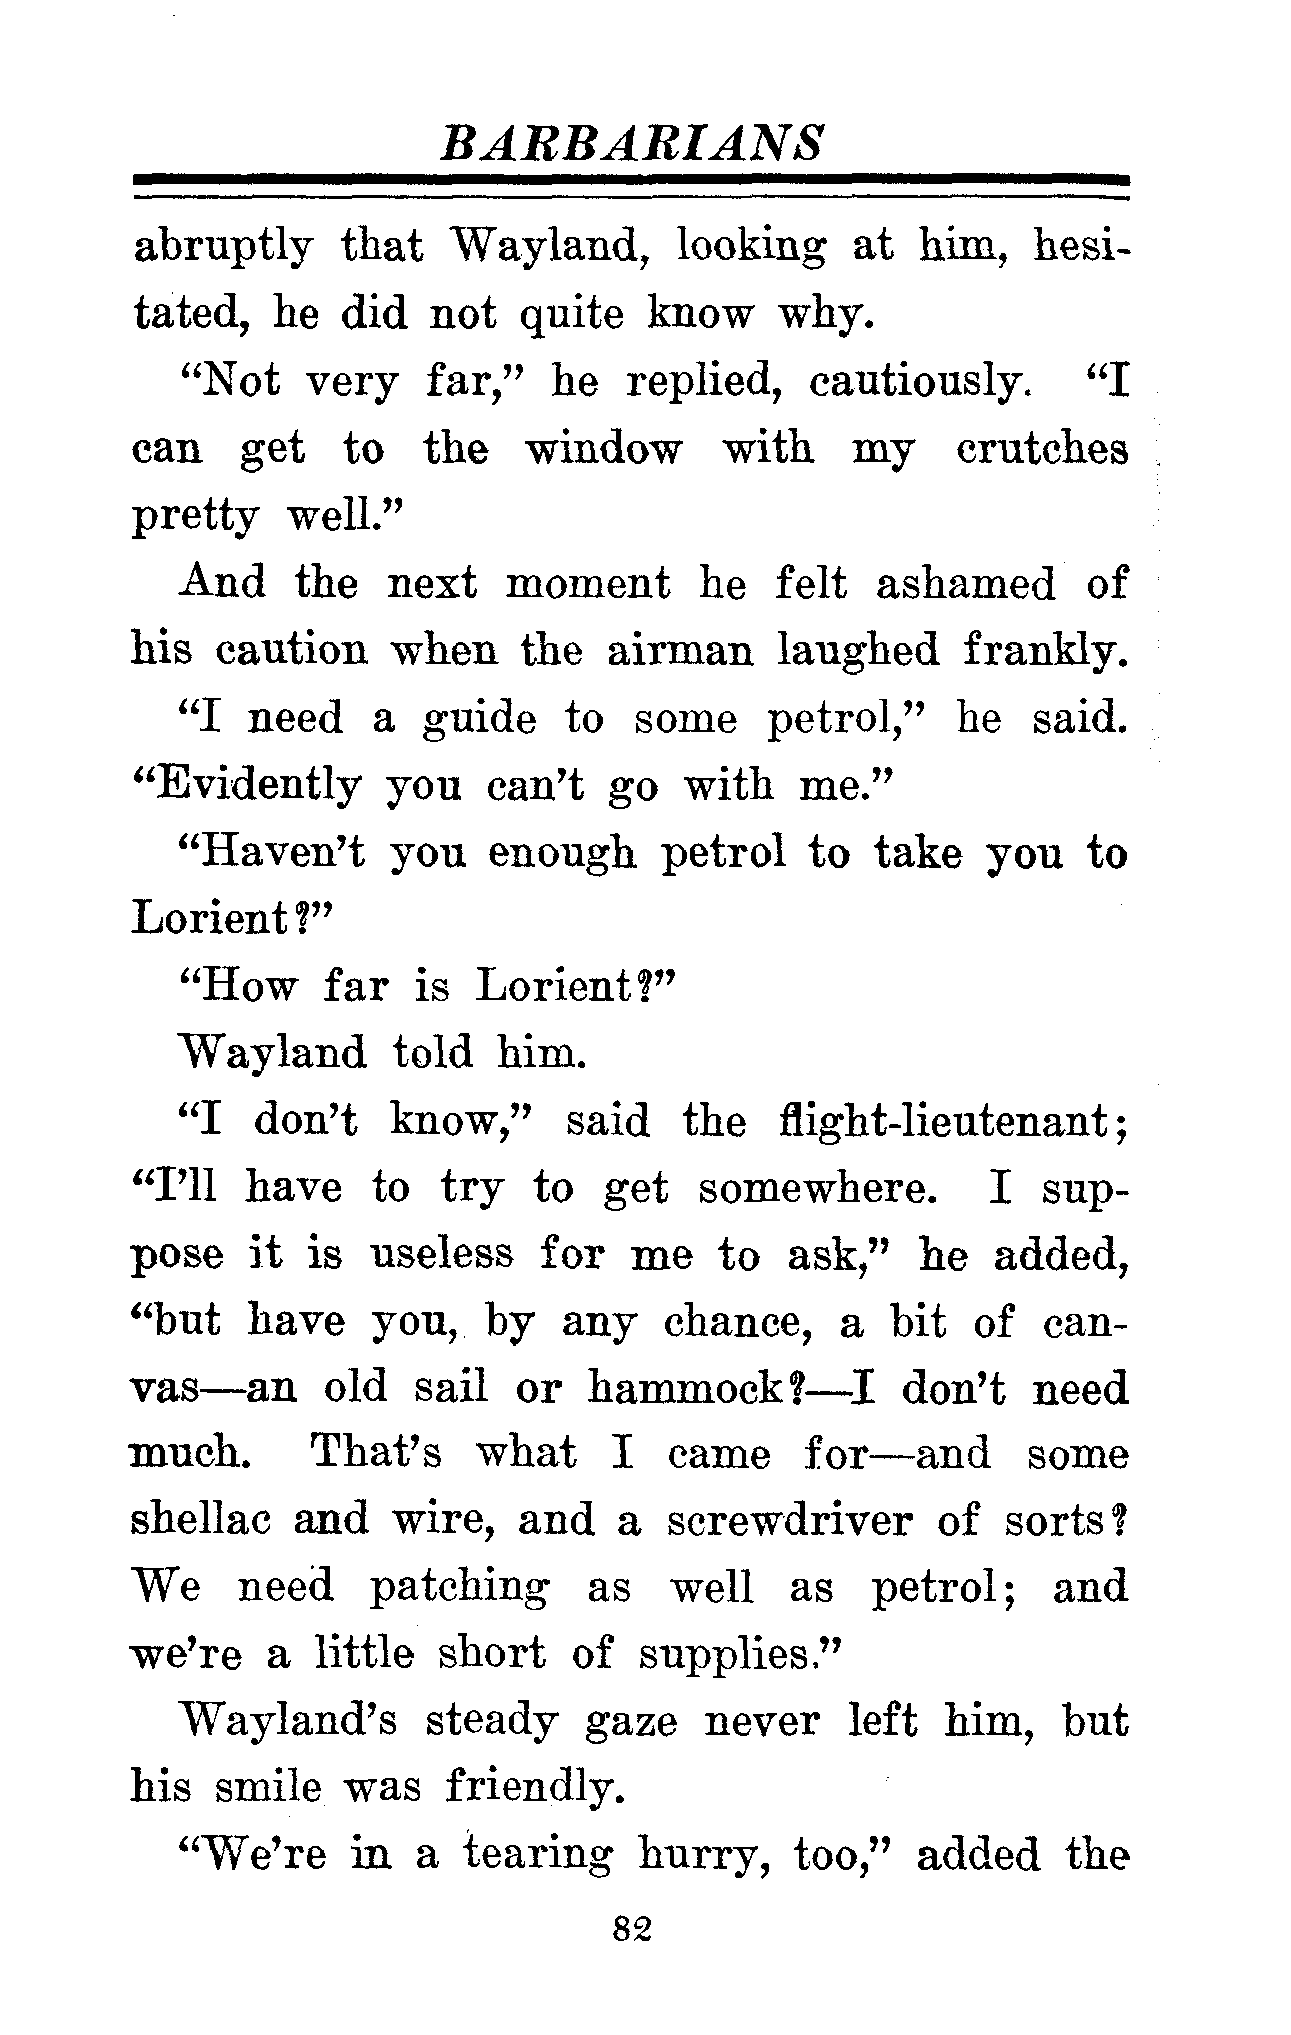 BARBARIANS
abruptly that Wayland, looking at him, hesi-
tated, he did not quite know why.
“Not very far,” he replied, cautiously. “I
can get to the window with my crutches
pretty well.”
And the next moment he felt ashamed of
his caution when the airman laughed frankly.
“I need a guide to some petrol,” he said.
“Evidently you can’t go with me.”
“Haven’t you enough petrol to take you to
Lorient?”
“How far is Lorient?”
Wayland told him.
“I don’t know,” said the flight-lieutenant;
“I’ll have to try to get somewhere. I sup-
pose it is useless for me to ask,” he added,
“but have you, by any chance, a bit of can-
vas—an old sail or hammock?—I don’t need
much. That’s what I came for—and some
shellac and wire, and a screwdriver of sorts?
We need patching as well as petrol; and
we’re a little short of supplies.”
Wayland’s steady gaze never left him, but
his smile was friendly.
“We’re in a tearing hurry, too,” added the
82